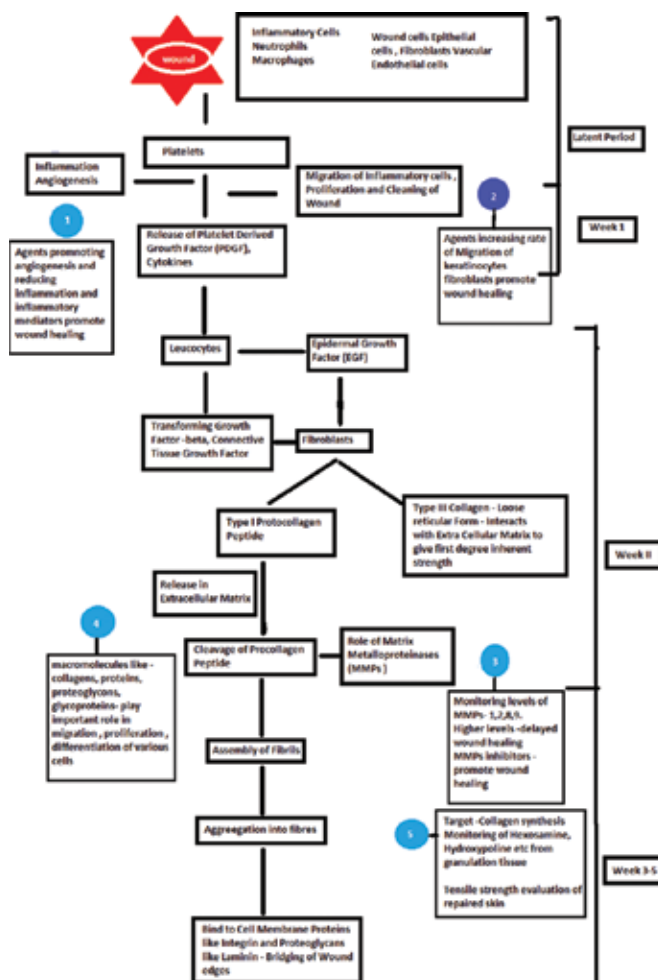 wound
Inflammatory Cells
Neutrophils
Macrophages
Wound cells Epithelial
cells , Fibroblasts Vascular
Endothelial cells
Latent Period
Platelets
Inflammation
Angiogenesis
Migration of Inflammatory cells ,
Proliferation and Cleaning of
Wound
1
2
Week 1
Release of Platelet Derived
Growth Factor (PDGF),
Cytokines
Agents promoting
angiogenesis and
reducing
inflammation and
inflammatory
mediators promote
wound healing
Agents increasing rate
of Migration of
keratinocytes
fibroblasts promote
wound healing
Leucocytes
Epidermal Growth
Factor (EGF)
Transforming Growth
Factor -beta, Connective
Tissue Growth Factor
Fibroblasts
Type I Protocollagen
Peptide
Type III Collagen - Loose
reticular Form - Interacts
with Extra Cellular Matrix to
give first degree inherent
strength
Week II
Release in
Extracellular Matrix
4
Cleavage of Procollagen
Peptide
Role of Matrix
Metalloproteinases
(MMPs )
3
macromolecules like -
collagens, proteins,
proteoglycons,
glycoproteins- play
important role in
migration , proliferation ,
differentiation of various
cells
Monitoring levels of
MMPs- 1,2,8,9.
Higher levels -delayed
wound healing
MMPs inhibitors -
promote wound
healing
Assembly of Fibrils
Aggreegation into fibres
5
Target -Collagen synthesis
Monitoring of Hexosamine,
Hydroxypoline etc from
granulation tissue
Tensile strength evaluation of
repaired skin
Week 3-5
Bind to Cell Membrane Proteins
like Integrin and Proteoglycans
like Laminin - Bridging of Wound
edges